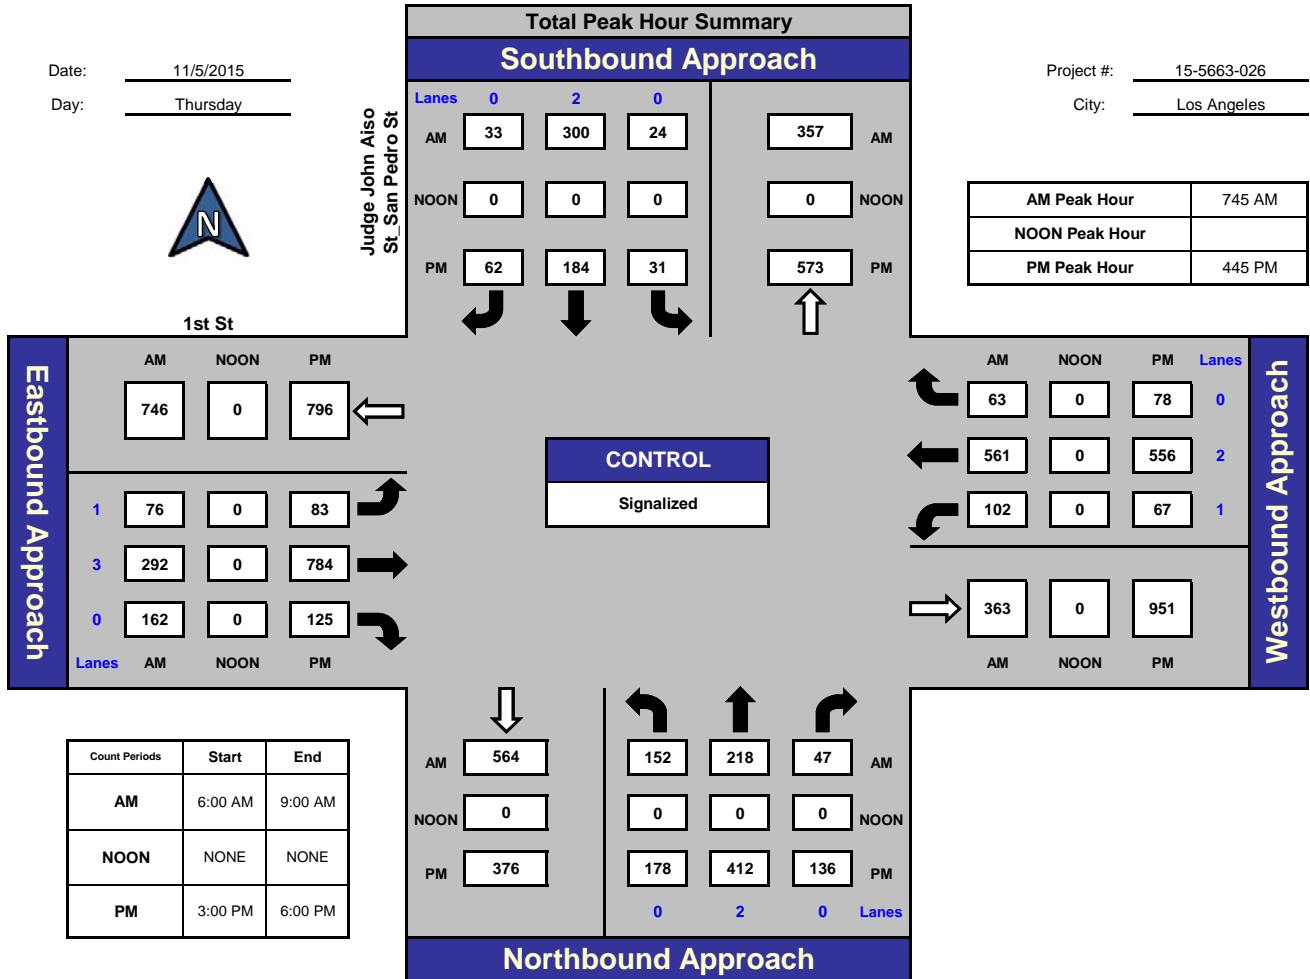 Total Peak Hour Summary
Southbound Approach
Date: 11/5/2015
Day: Thursday
Project #: 15-5663-026
City: Los Angeles
Judge John Aiso
St_San Pedro St
N
Lanes 0 2 0
AM 33 300 24 357 AM
NOON 0 0 0 0 NOON
PM 62 184 31 573 PM
AM Peak Hour 745 AM
NOON Peak Hour
PM Peak Hour 445 PM
1st St
Eastbound Approach
AM NOON PM
746 0 796
1 76 0 83
3 292 0 784
0 162 0 125
Lanes AM NOON PM
CONTROL
Signalized
AM NOON PM Lanes
63 0 78 0
561 0 556 2
102 0 67 1
363 0 951
AM NOON PM
Westbound Approach
Count Periods Start End
AM 6:00 AM 9:00 AM
NOON NONE NONE
PM 3:00 PM 6:00 PM
AM 564 152 218 47 AM
NOON 0 0 0 0 NOON
PM 376 178 412 136 PM
0 2 0 Lanes
Northbound Approach